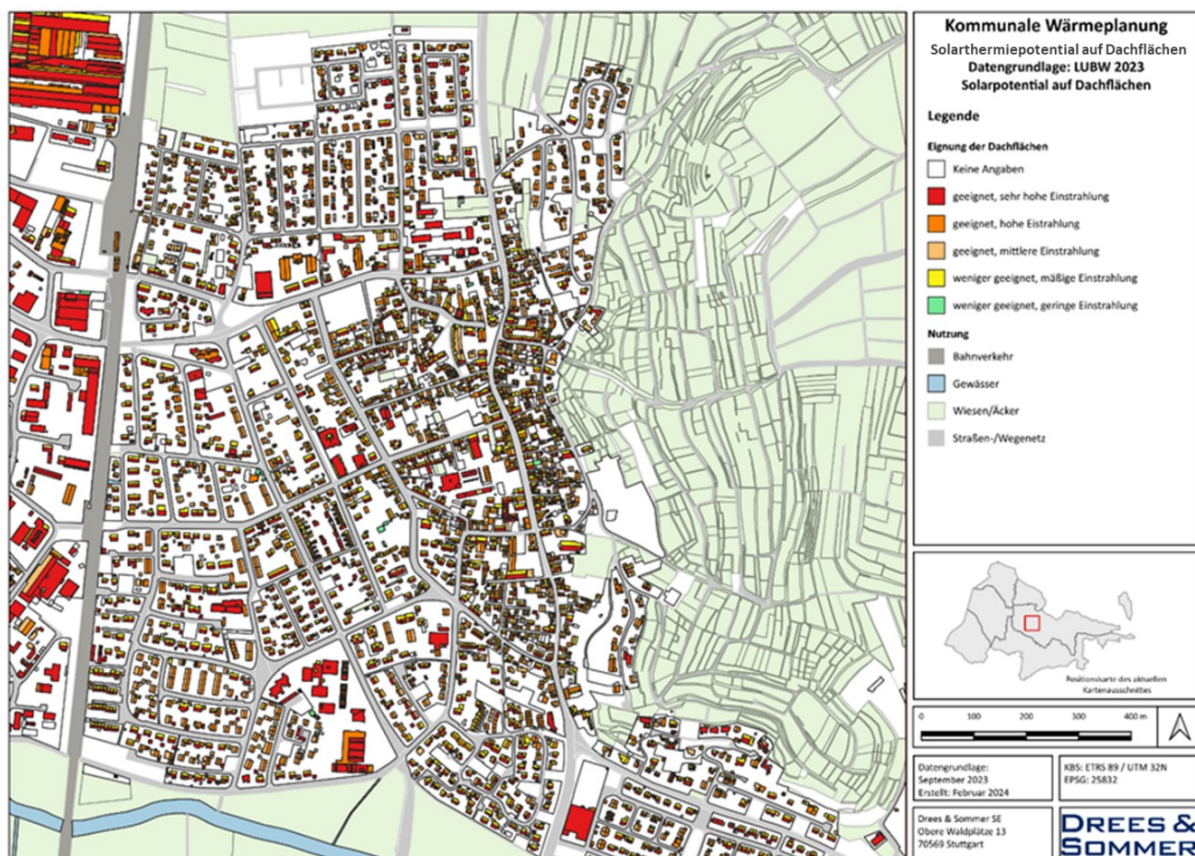 Kommunale Wärmeplanung
Solarthermiepotential auf Dachflächen
Datengrundlage: LUBW 2023
Solarpotential auf Dachflächen
Legende
Eignung der Dachflächen
Keine Angaben
geeignet, sehr hohe Einstrahlung
geeignet, hohe Eistrahlung
geeignet, mittlere Einstrahlung
weniger geeignet, mäßige Einstrahlung
weniger geeignet, geringe Einstrahlung
Nutzung
Bahnverkehr
Gewässer
Wiesen/Äcker
Straßen-/Wegenetz
Positionskarte des aktuellen
Kartenausschnittes
0 100 200 300 400 m
Datengrundlage:
September 2023
Erstellt: Februar 2024
KBS: ETRS 89 / UTM 32N
EPSG: 25832
Drees & Sommer SE
Obere Waldplätze 13
70569 Stuttgart
DREES &
SOMMER